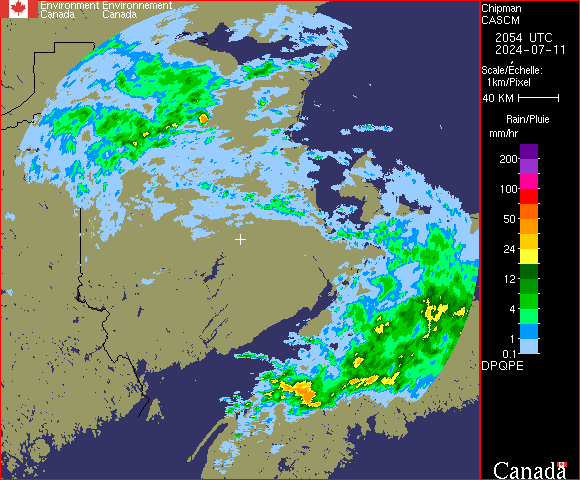 Environment Environnement
Canada Canada
Chipman
CASCM
2054 UTC
2024-07-11
Scale/Échelle:
1km/Pixel
40 KM
Rain/Pluie
mm/hr
200
100
50
24
12
4
1
0.1
DPQPE
Canada